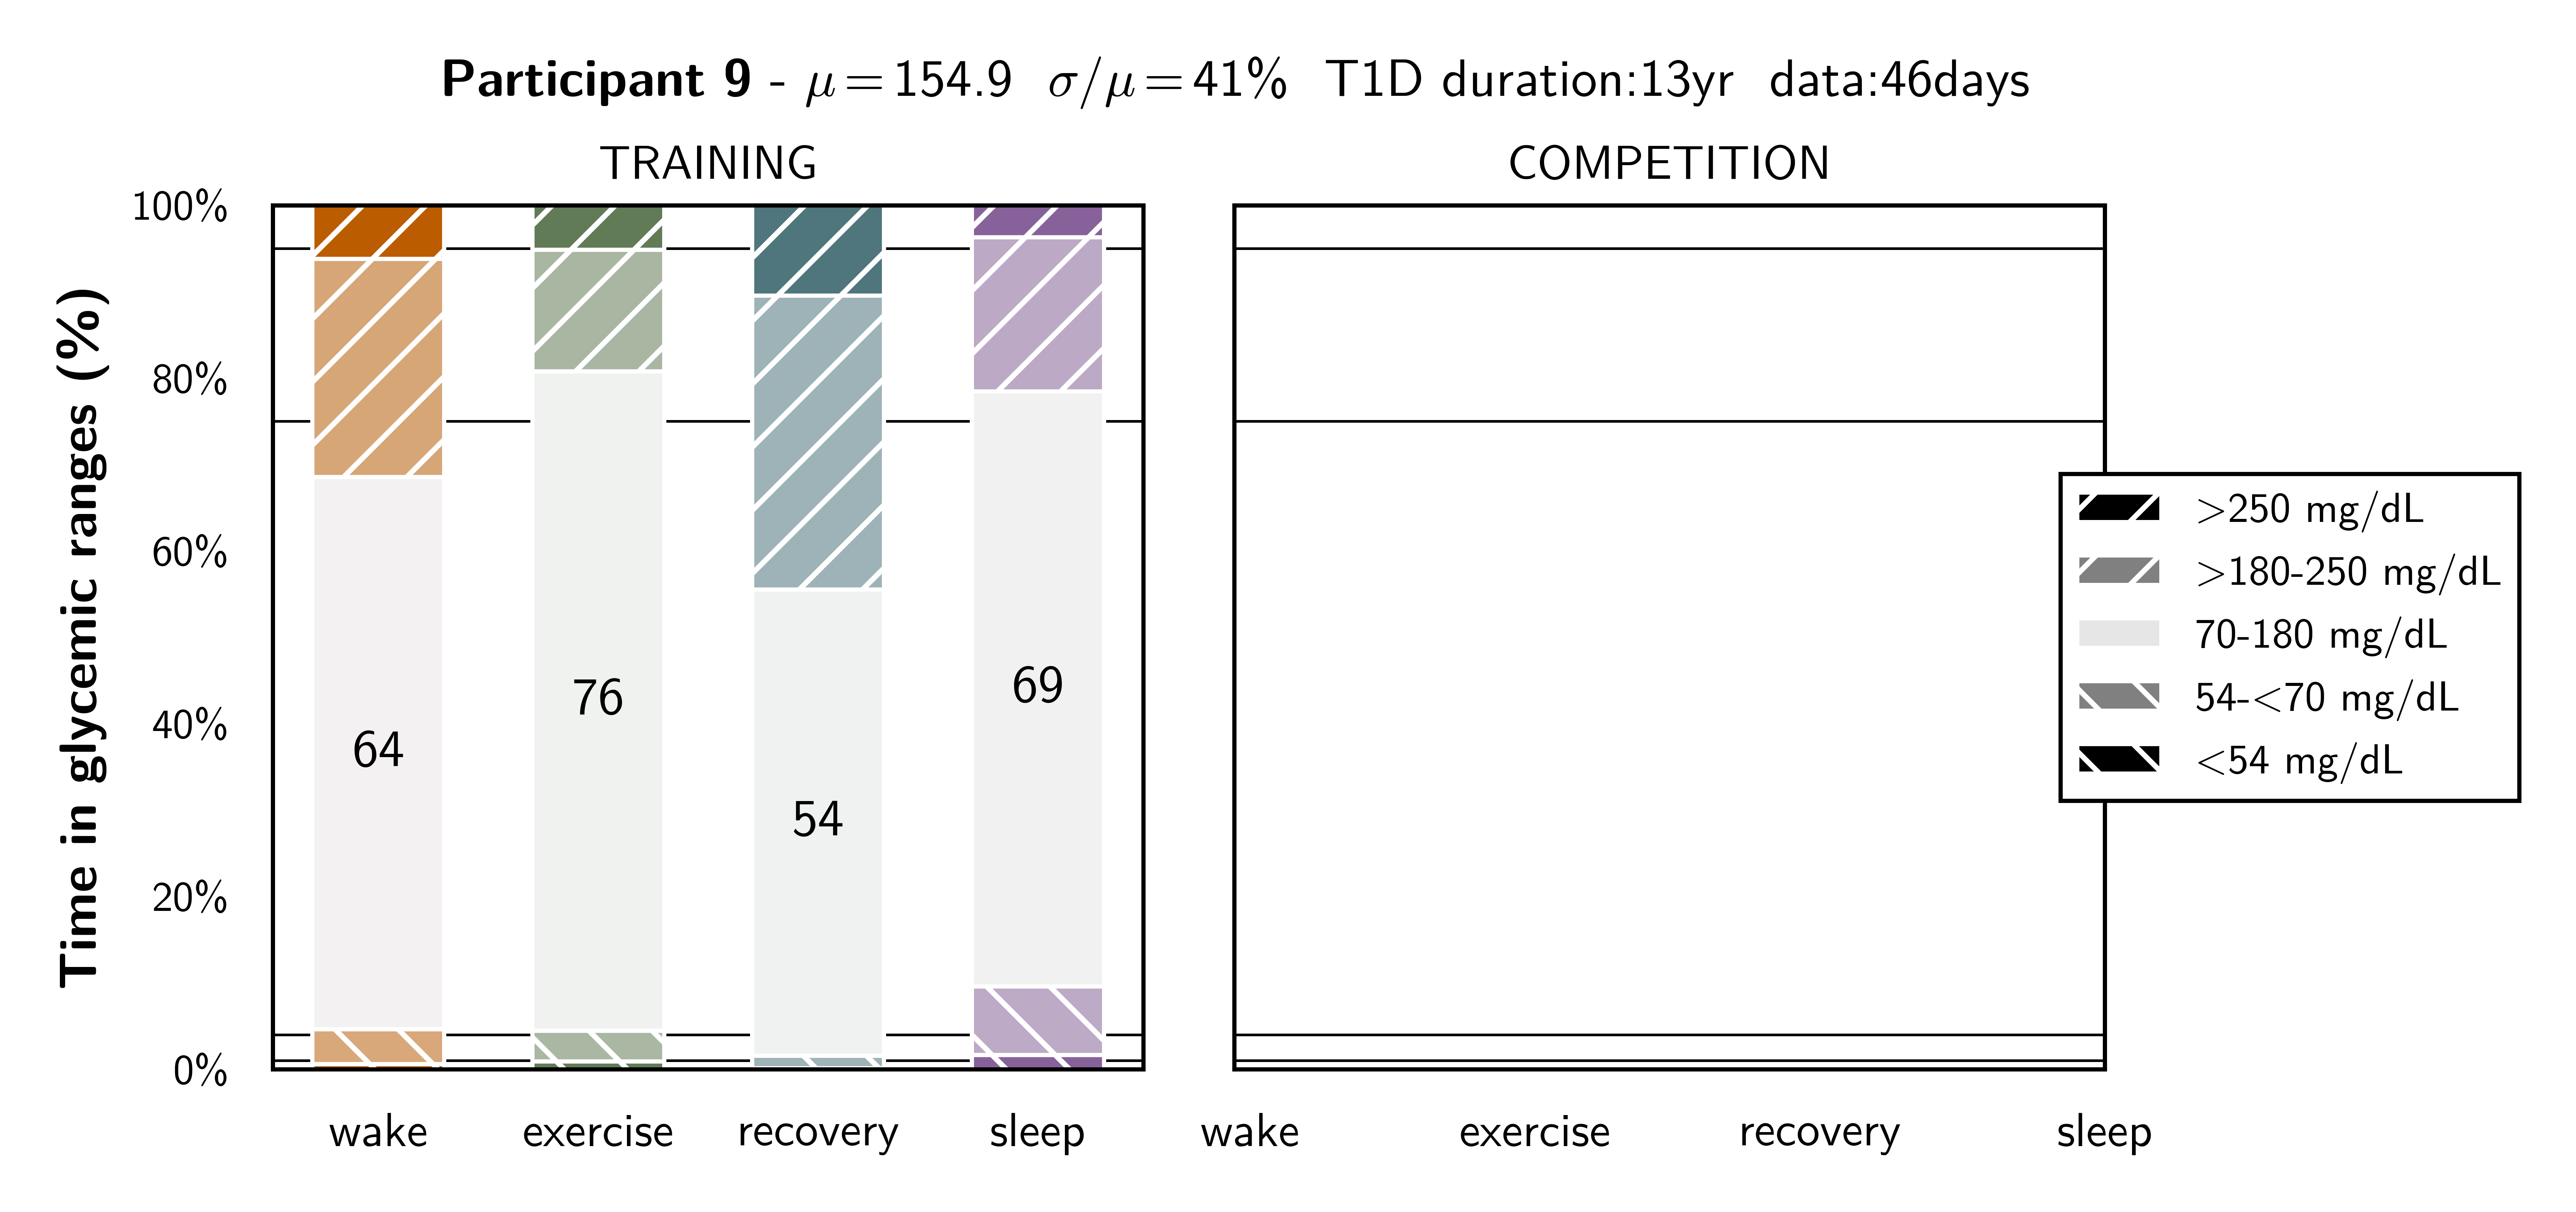 Participant 9 - μ=154.9 σ/μ=41% T1D duration:13yr data:46days
TRAINING
COMPETITION
Time in glycemic ranges (%)
100%
80%
60%
40%
20%
0%
64
76
54
69
wake
exercise
recovery
sleep
wake
exercise
recovery
sleep
>250 mg/dL
>180-250 mg/dL
70-180 mg/dL
54-<70 mg/dL
<54 mg/dL